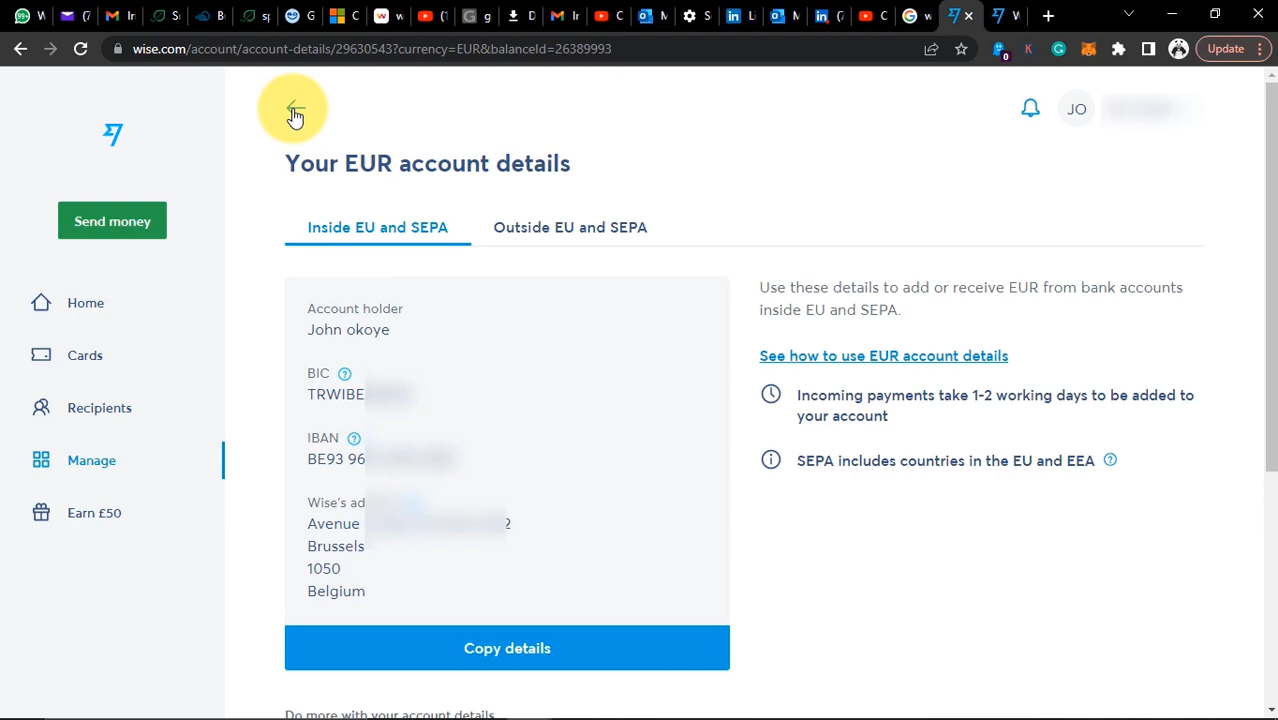 wise.com/account/account-details/29630543?currency=EUR&balanceId=26389993
Update
0
JO
Your EUR account details
Send money
Inside EU and SEPA
Outside EU and SEPA
Home
Cards
Recipients
Manage
Earn £50
Account holder
John okoye
BIC
TRWIBE
IBAN
BE93 96
Wise's ad
Avenue 2
Brussels
1050
Belgium
Copy details
Use these details to add or receive EUR from bank accounts
inside EU and SEPA.
See how to use EUR account details
Incoming payments take 1-2 working days to be added to
your account
SEPA includes countries in the EU and EEA
Do more with your account details